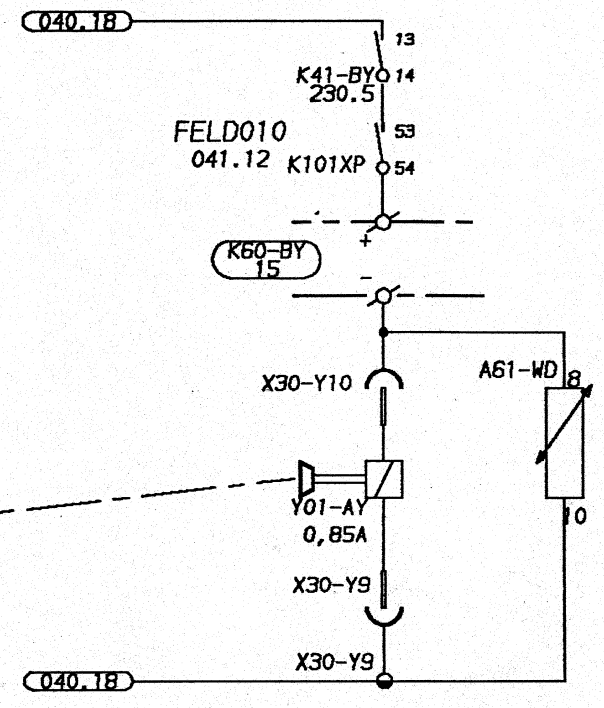 040.18
13
K41-BY 14
230.5
FELD010 53
041.12 K101XP 54
+
K60-BY
15
-
A61-WD
8
X30-Y10
Y01-AY
0,85A
10
X30-Y9
X30-Y9
040.18